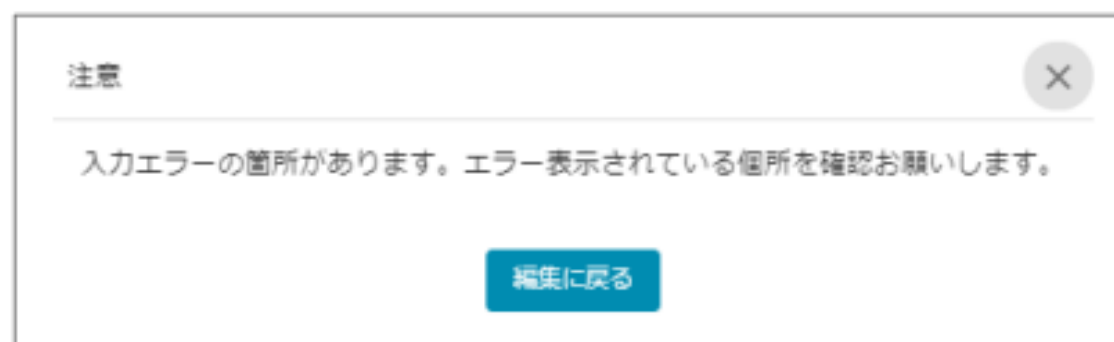 注意
入力エラーの箇所があります。エラー表示されている個所を確認お願いします。
編集に戻る